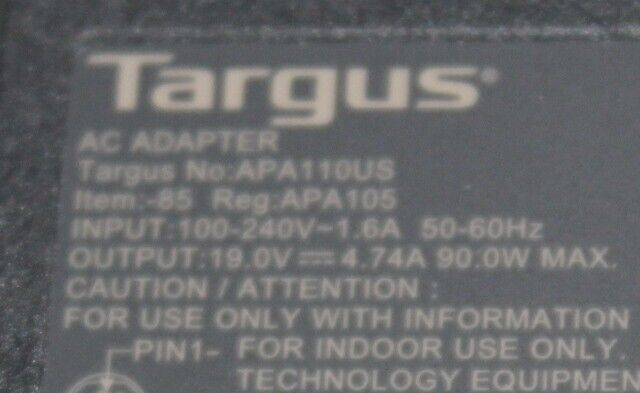 Targus®
AC ADAPTER
Targus No:APA110US
Item:-85 Reg:APA105
INPUT:100-240V~1.6A 50-60Hz
OUTPUT:19.0V⎓4.74A 90.0W MAX.
CAUTION / ATTENTION :
FOR USE ONLY WITH INFORMATION
PIN1- FOR INDOOR USE ONLY.
TECHNOLOGY EQUIPMEN